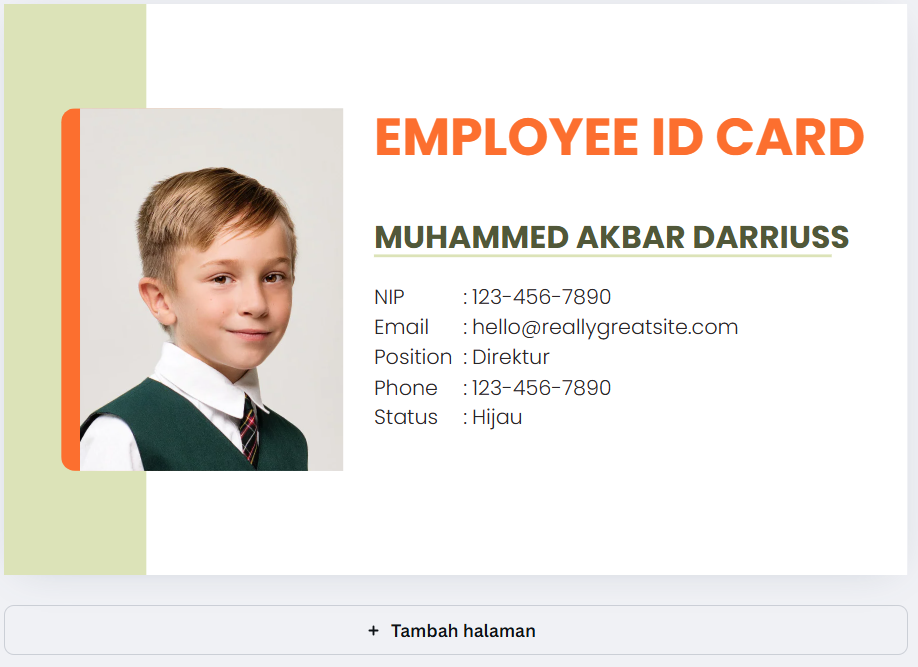 EMPLOYEE ID CARD
MUHAMMED AKBAR DARRIUSS
NIP : 123-456-7890
Email : hello@reallygreatsite.com
Position : Direktur
Phone : 123-456-7890
Status : Hijau
+ Tambah halaman